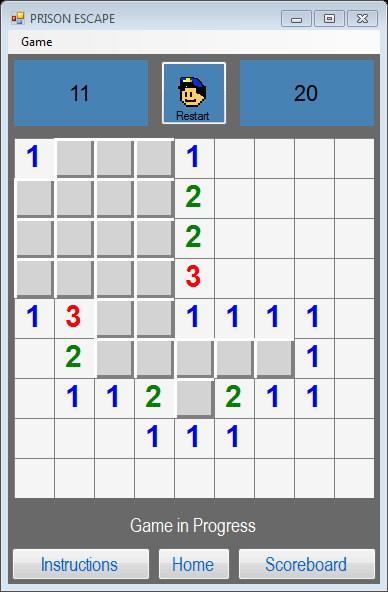 PRISON ESCAPE
Game
11
Restart
20
1 1
2
2
3
1 3 1 1 1 1
2 1
1 1 2 2 1 1
1 1 1
Game in Progress
Instructions Home Scoreboard